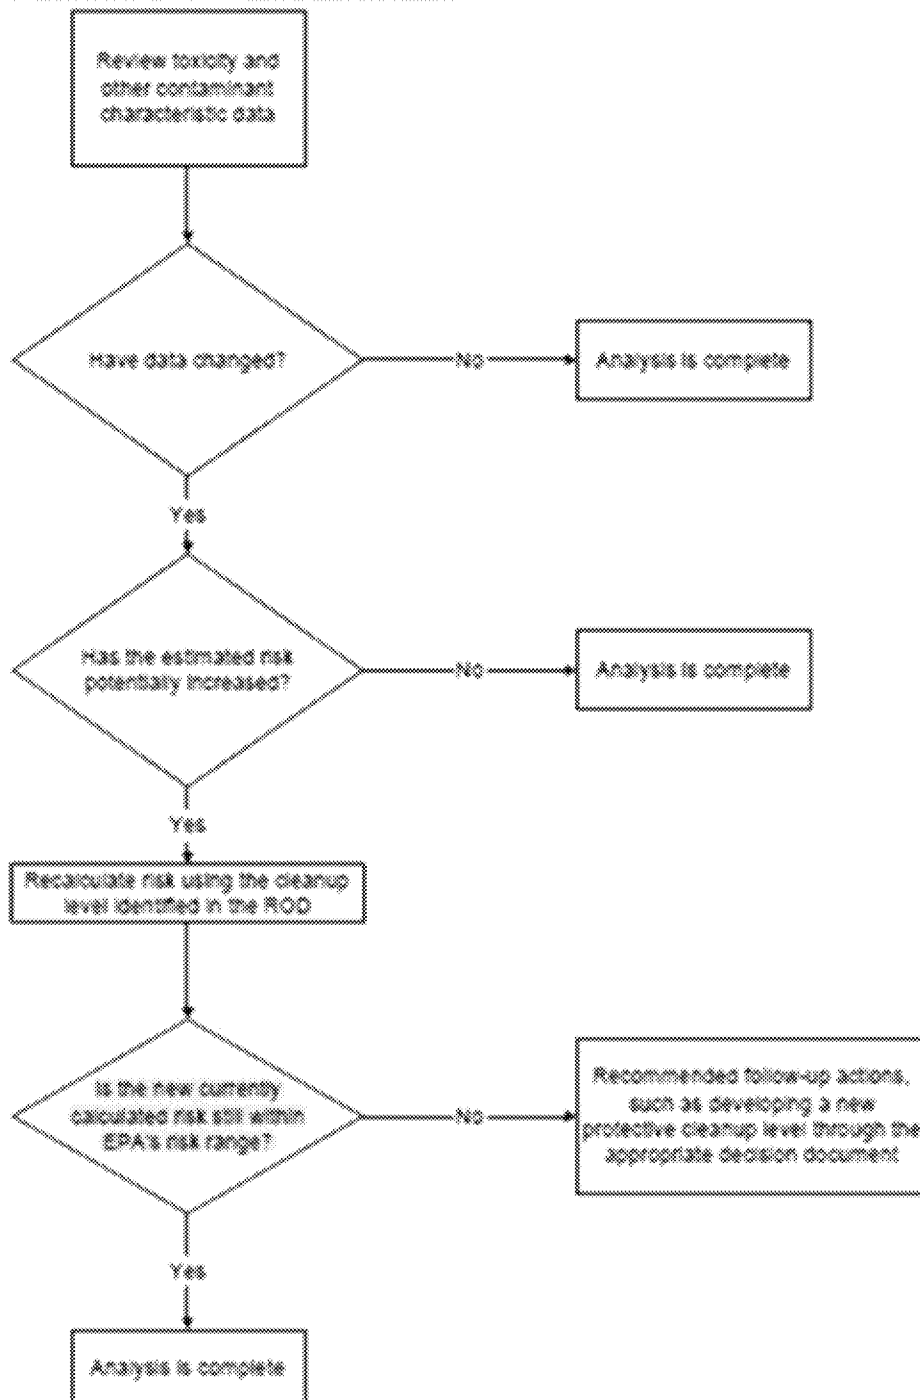 Review toxicity and
other contaminant
characteristic data
Have data changed?
No
Analysis is complete
Yes
Has the estimated risk
potentially increased?
No
Analysis is complete
Yes
Recalculate risk using the cleanup
level identified in the ROD
Is the new currently
calculated risk still within
EPA's risk range?
No
Recommended follow-up actions,
such as developing a new
protective cleanup level through the
appropriate decision document
Yes
Analysis is complete